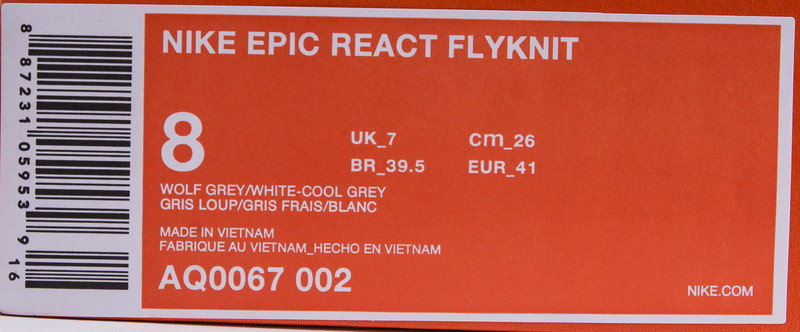 NIKE EPIC REACT FLYKNIT
8
UK_7 cm_26
BR_39.5 EUR_41
WOLF GREY/WHITE-COOL GREY
GRIS LOUP/GRIS FRAIS/BLANC
MADE IN VIETNAM
FABRIQUE AU VIETNAM_HECHO EN VIETNAM
AQ0067 002
NIKE.COM
8 87231 05953 9 16